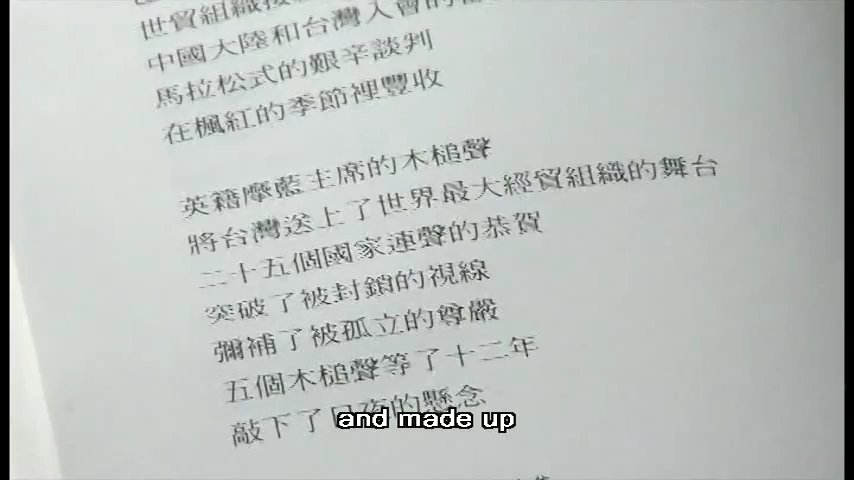 世貿組織
中國大陸和台灣入會的
馬拉松式的艱辛談判
在楓紅的季節裡豐收
英籍摩藍主席的木槌聲
將台灣送上了世界最大經貿組織的舞台
二十五個國家連聲的恭賀
突破了被封鎖的視線
彌補了被孤立的尊嚴
五個木槌聲等了十二年
敲下了日夜的懸念
and made up